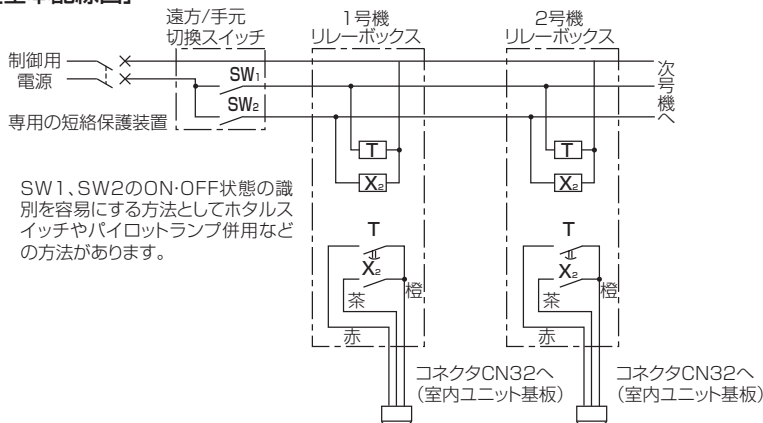 遠方/手元
切換スイッチ
1号機
リレーボックス
2号機
リレーボックス
制御用
電源
SW₁
SW₂
次号機へ
専用の短絡保護装置
T
X₂
T
X₂
SW1、SW2のON・OFF状態の識
別を容易にする方法としてホタルス
イッチやパイロットランプ併用など
の方法があります。
T
X₂
茶
橙
赤
T
X₂
茶
橙
赤
コネクタCN32へ
（室内ユニット基板）
コネクタCN32へ
（室内ユニット基板）